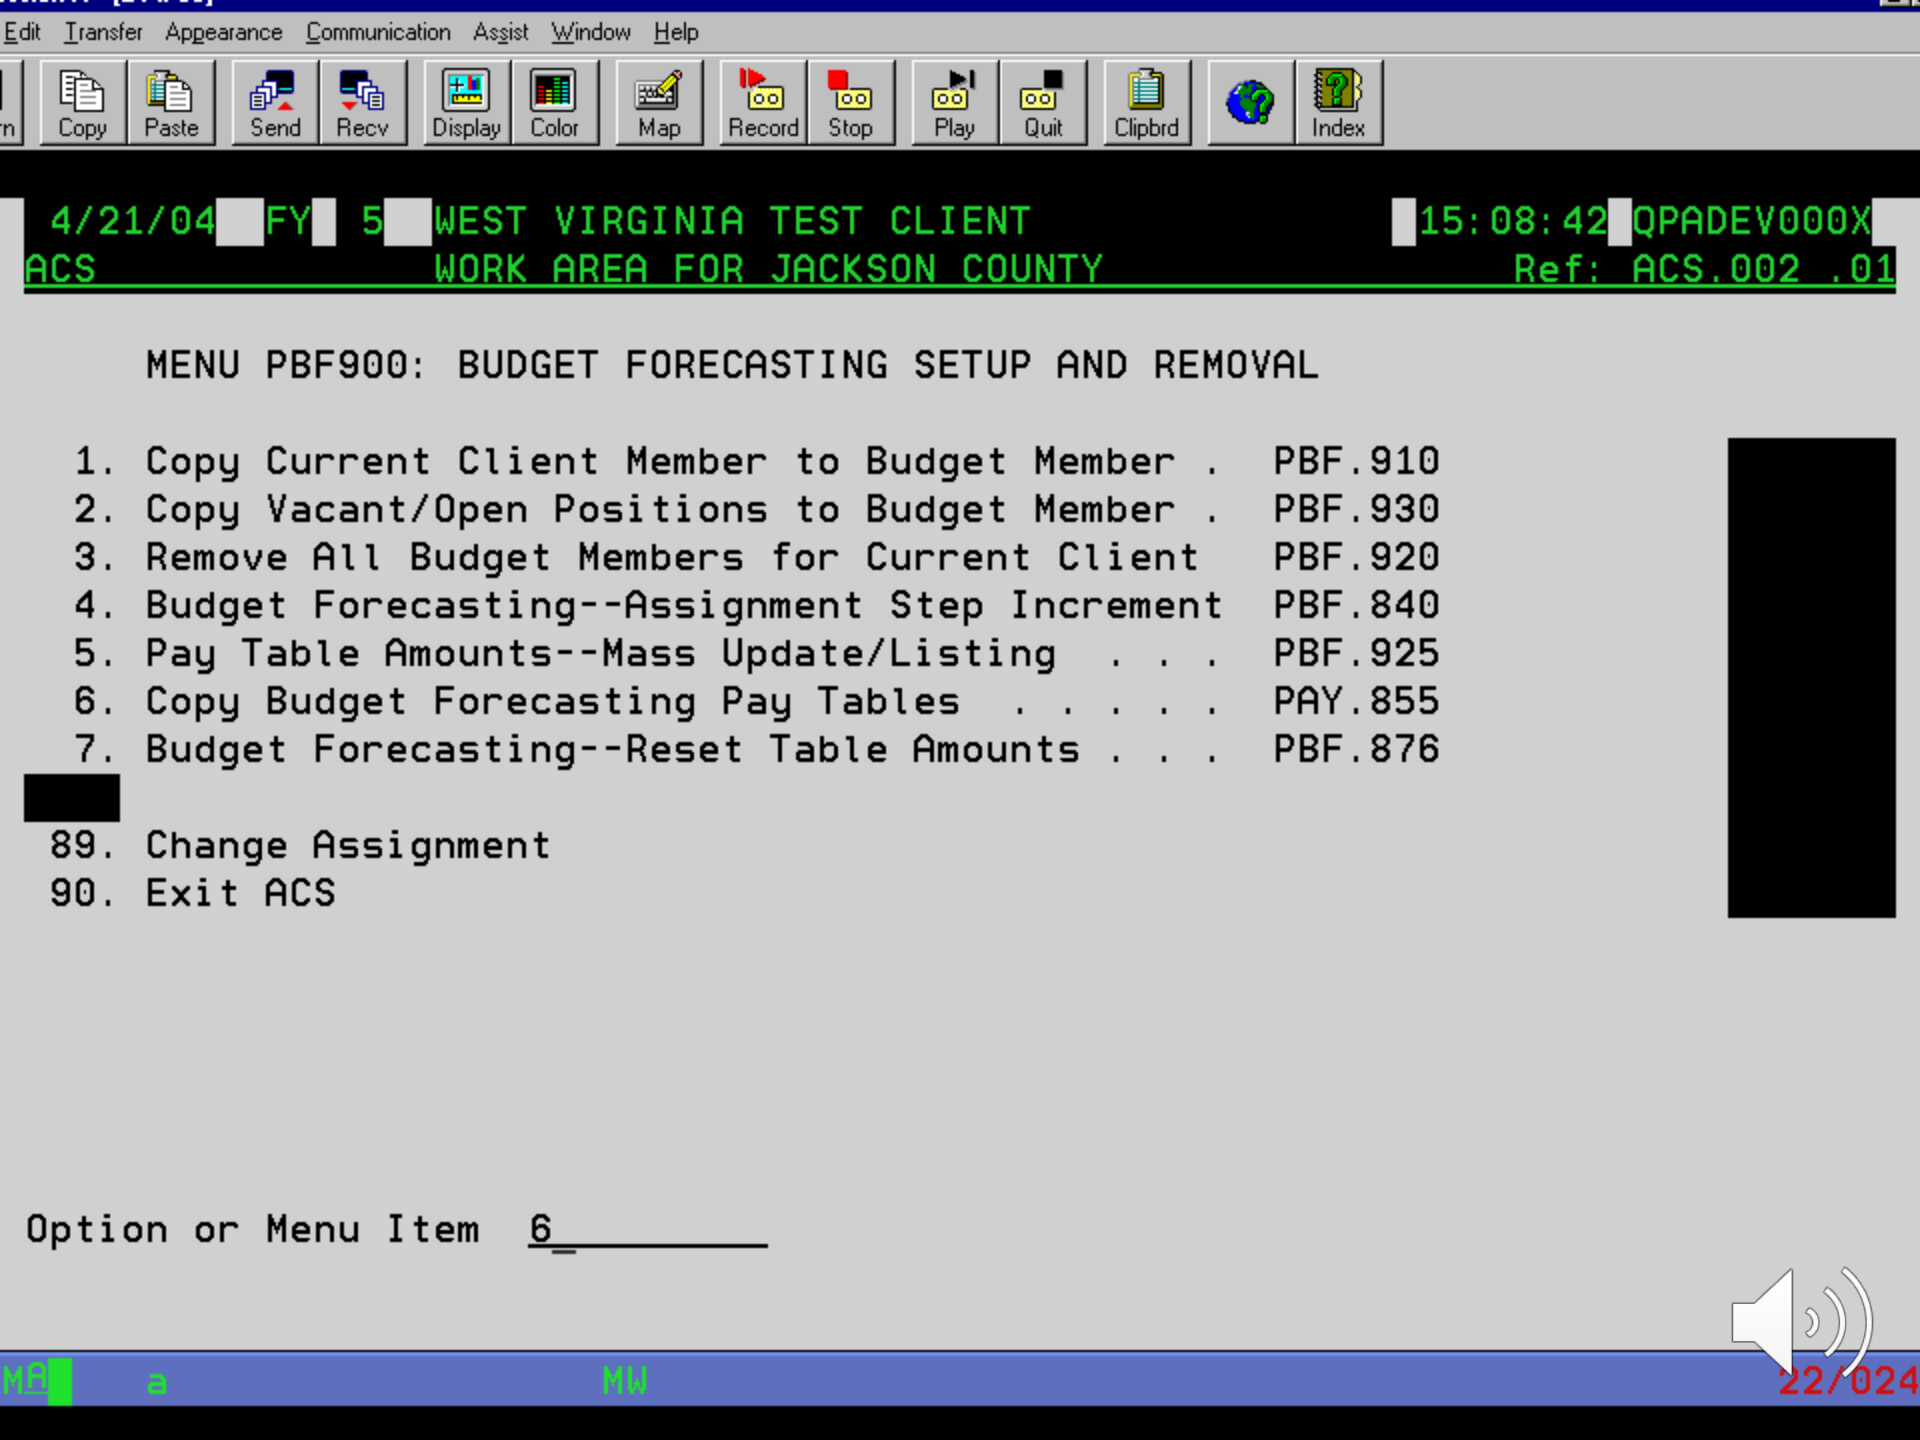 Edit Transfer Appearance Communication Assist Window Help
Copy Paste Send Recv Display Color Map Record Stop Play Quit Clipbrd Index
4/21/04 FY 5 WEST VIRGINIA TEST CLIENT 15:08:42 QPADEV000X
ACS WORK AREA FOR JACKSON COUNTY Ref: ACS.002 .01
MENU PBF900: BUDGET FORECASTING SETUP AND REMOVAL
1. Copy Current Client Member to Budget Member . PBF.910
2. Copy Vacant/Open Positions to Budget Member . PBF.930
3. Remove All Budget Members for Current Client PBF.920
4. Budget Forecasting--Assignment Step Increment PBF.840
5. Pay Table Amounts--Mass Update/Listing . . . PBF.925
6. Copy Budget Forecasting Pay Tables . . . . . PAY.855
7. Budget Forecasting--Reset Table Amounts . . . PBF.876
89. Change Assignment
90. Exit ACS
Option or Menu Item 6
MA a MW 22/024